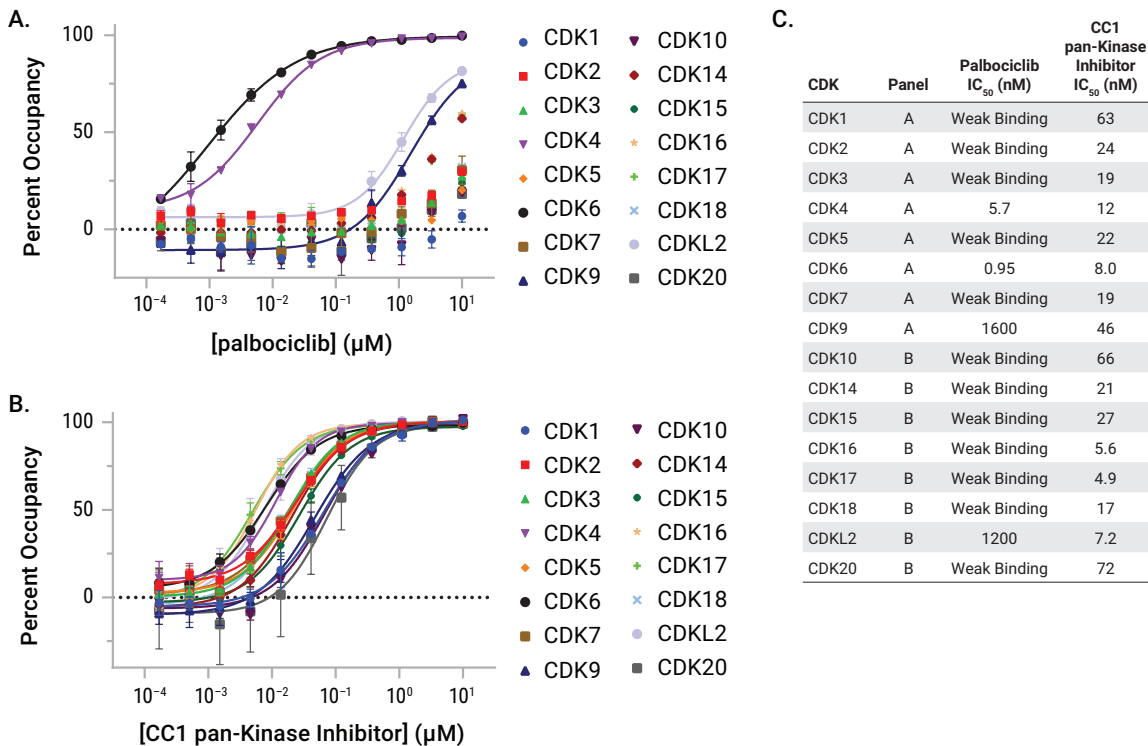 A.
Percent Occupancy
100
50
0
10⁻⁴ 10⁻³ 10⁻² 10⁻¹ 10⁰ 10¹
[palbociclib] (µM)
CDK1 CDK10
CDK2 CDK14
CDK3 CDK15
CDK4 CDK16
CDK5 CDK17
CDK6 CDK18
CDK7 CDKL2
CDK9 CDK20
B.
Percent Occupancy
100
50
0
10⁻⁴ 10⁻³ 10⁻² 10⁻¹ 10⁰ 10¹
[CC1 pan-Kinase Inhibitor] (µM)
CDK1 CDK10
CDK2 CDK14
CDK3 CDK15
CDK4 CDK16
CDK5 CDK17
CDK6 CDK18
CDK7 CDKL2
CDK9 CDK20
C.
CC1
pan-Kinase
Palbociclib Inhibitor
CDK Panel IC₅₀ (nM) IC₅₀ (nM)
CDK1 A Weak Binding 63
CDK2 A Weak Binding 24
CDK3 A Weak Binding 19
CDK4 A 5.7 12
CDK5 A Weak Binding 22
CDK6 A 0.95 8.0
CDK7 A Weak Binding 19
CDK9 A 1600 46
CDK10 B Weak Binding 66
CDK14 B Weak Binding 21
CDK15 B Weak Binding 27
CDK16 B Weak Binding 5.6
CDK17 B Weak Binding 4.9
CDK18 B Weak Binding 17
CDKL2 B 1200 7.2
CDK20 B Weak Binding 72